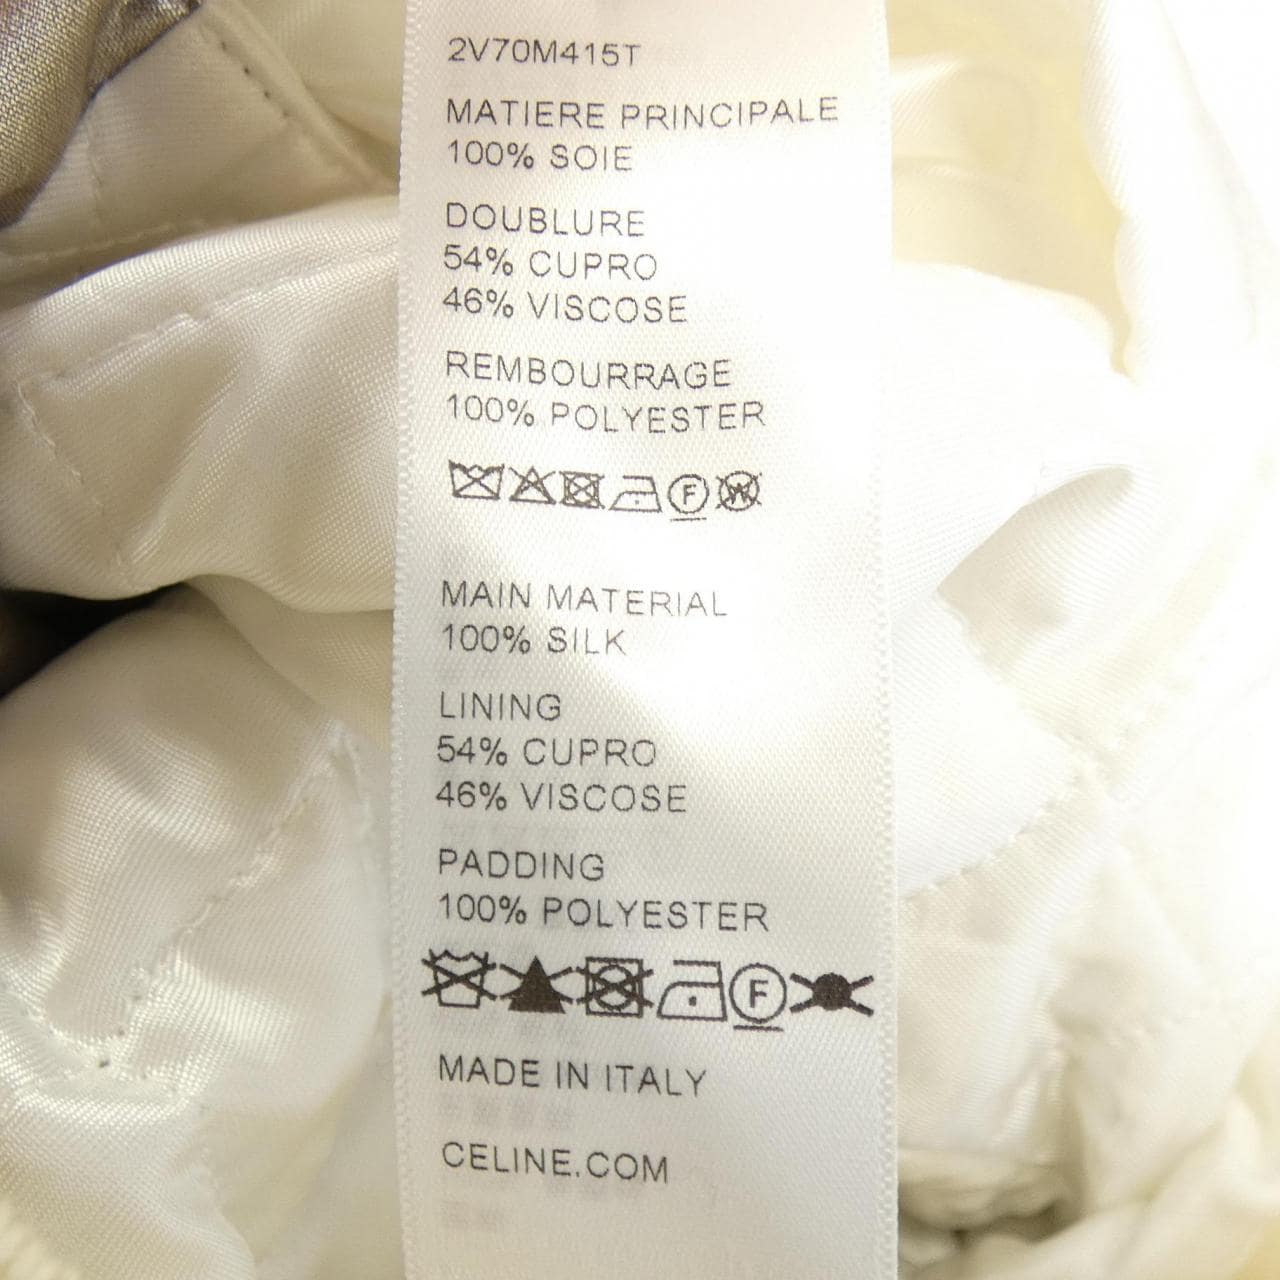 2V70M415T
MATIERE PRINCIPALE
100% SOIE
DOUBLURE
54% CUPRO
46% VISCOSE
REMBOURRAGE
100% POLYESTER
F W
MAIN MATERIAL
100% SILK
LINING
54% CUPRO
46% VISCOSE
PADDING
100% POLYESTER
F
MADE IN ITALY
CELINE.COM